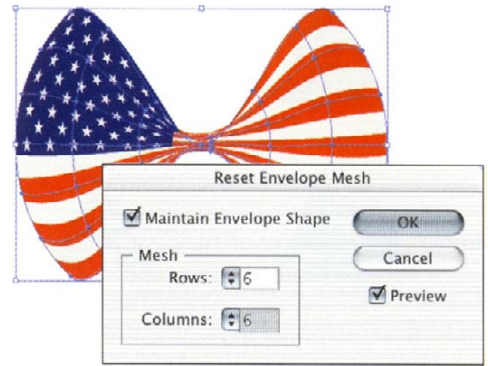 Reset Envelope Mesh
Maintain Envelope Shape
OK
Mesh
Cancel
Rows: 6
Preview
Columns: 6